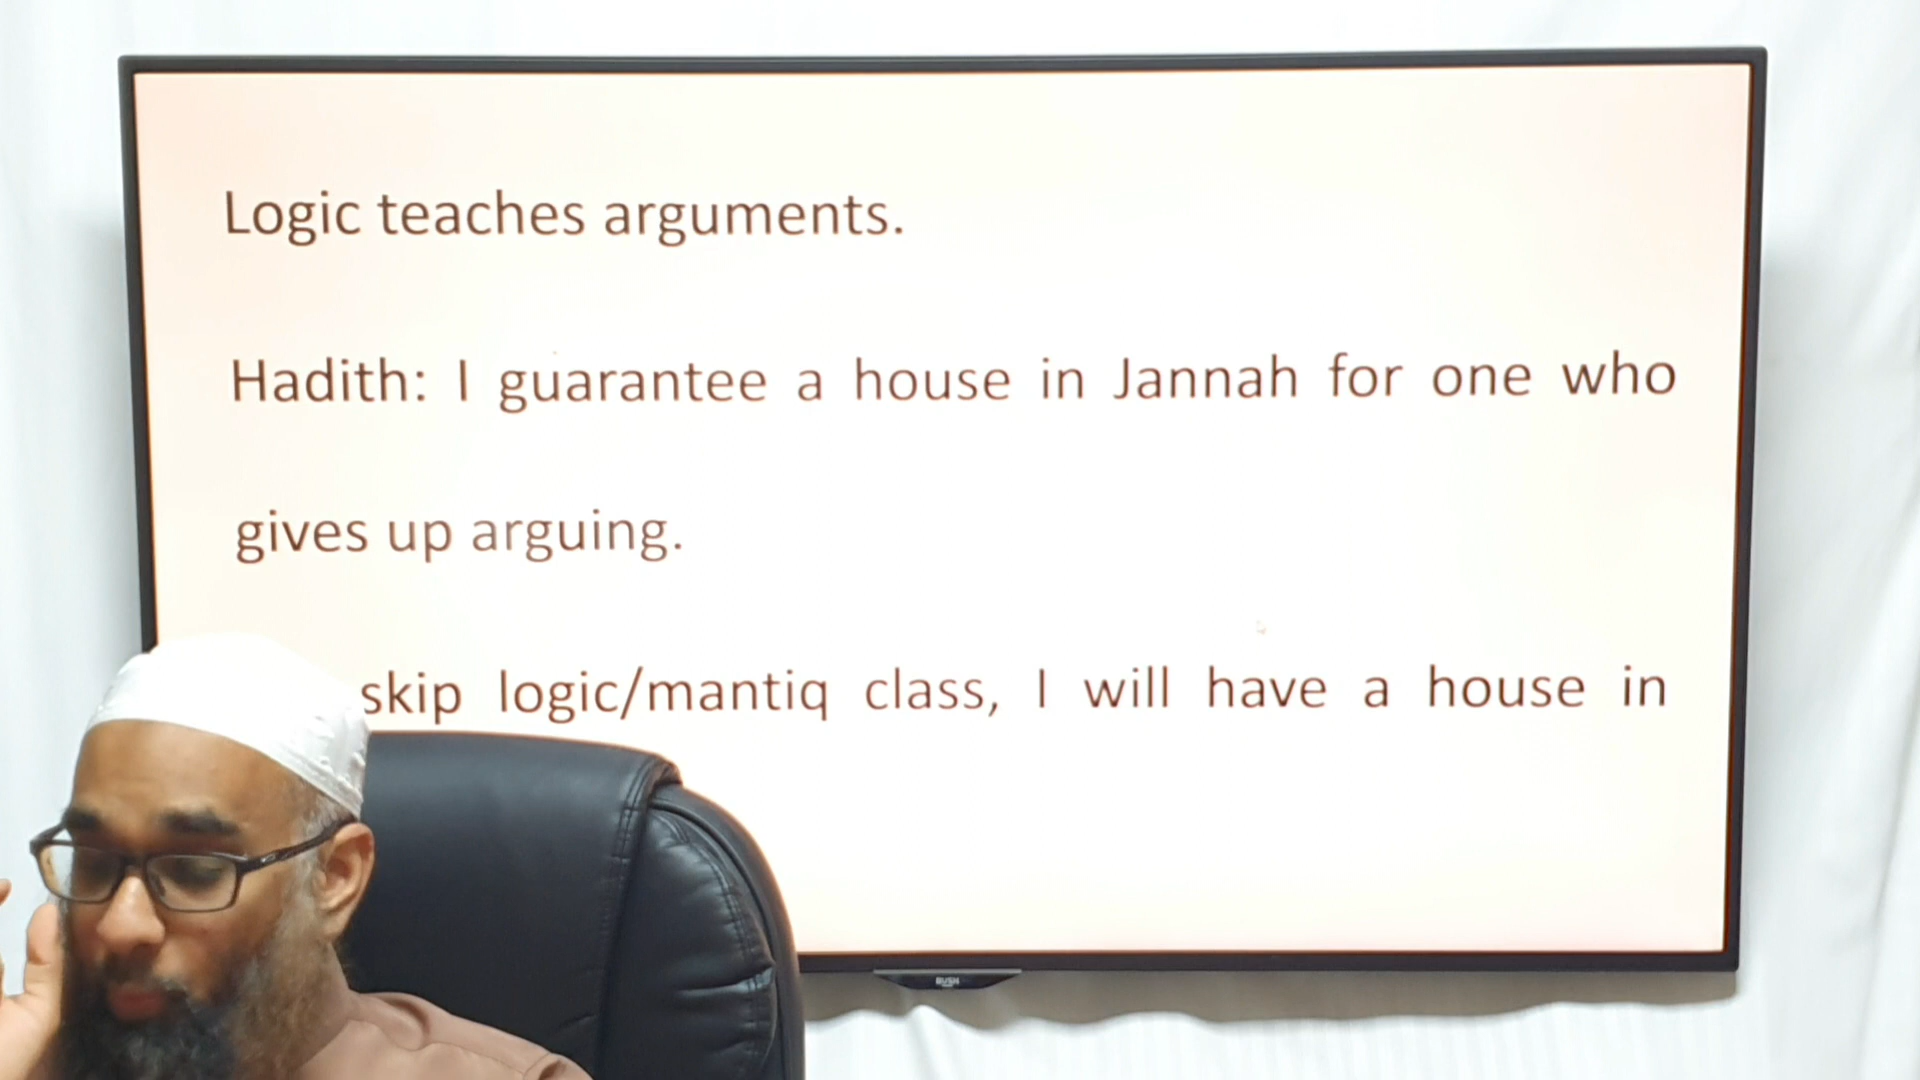 Logic teaches arguments.
Hadith: I guarantee a house in Jannah for one who
gives up arguing.
skip logic/mantiq class, I will have a house in
BUSH